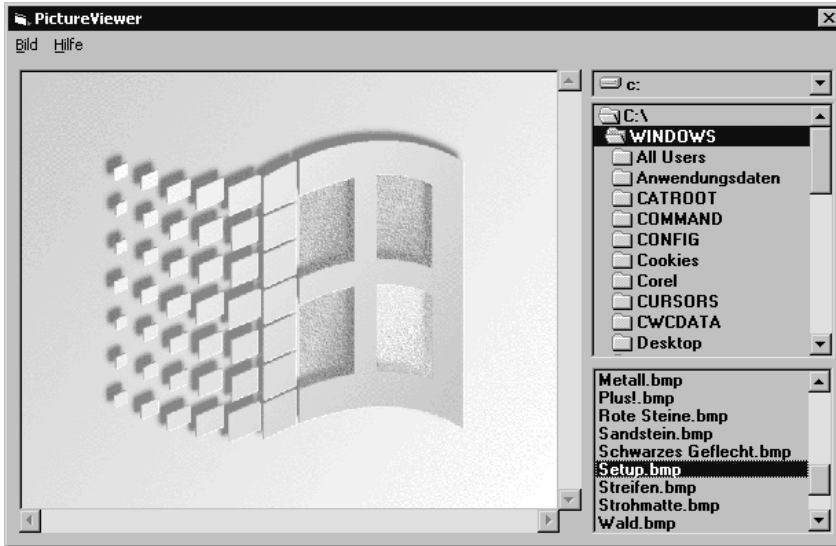 PictureViewer
Bild Hilfe
c:
C:\
WINDOWS
All Users
Anwendungsdaten
CATROOT
COMMAND
CONFIG
Cookies
Corel
CURSORS
CWCDATA
Desktop
Metall.bmp
Plus!.bmp
Rote Steine.bmp
Sandstein.bmp
Schwarzes Geflecht.bmp
Setup.bmp
Streifen.bmp
Strohmatte.bmp
Wald.bmp